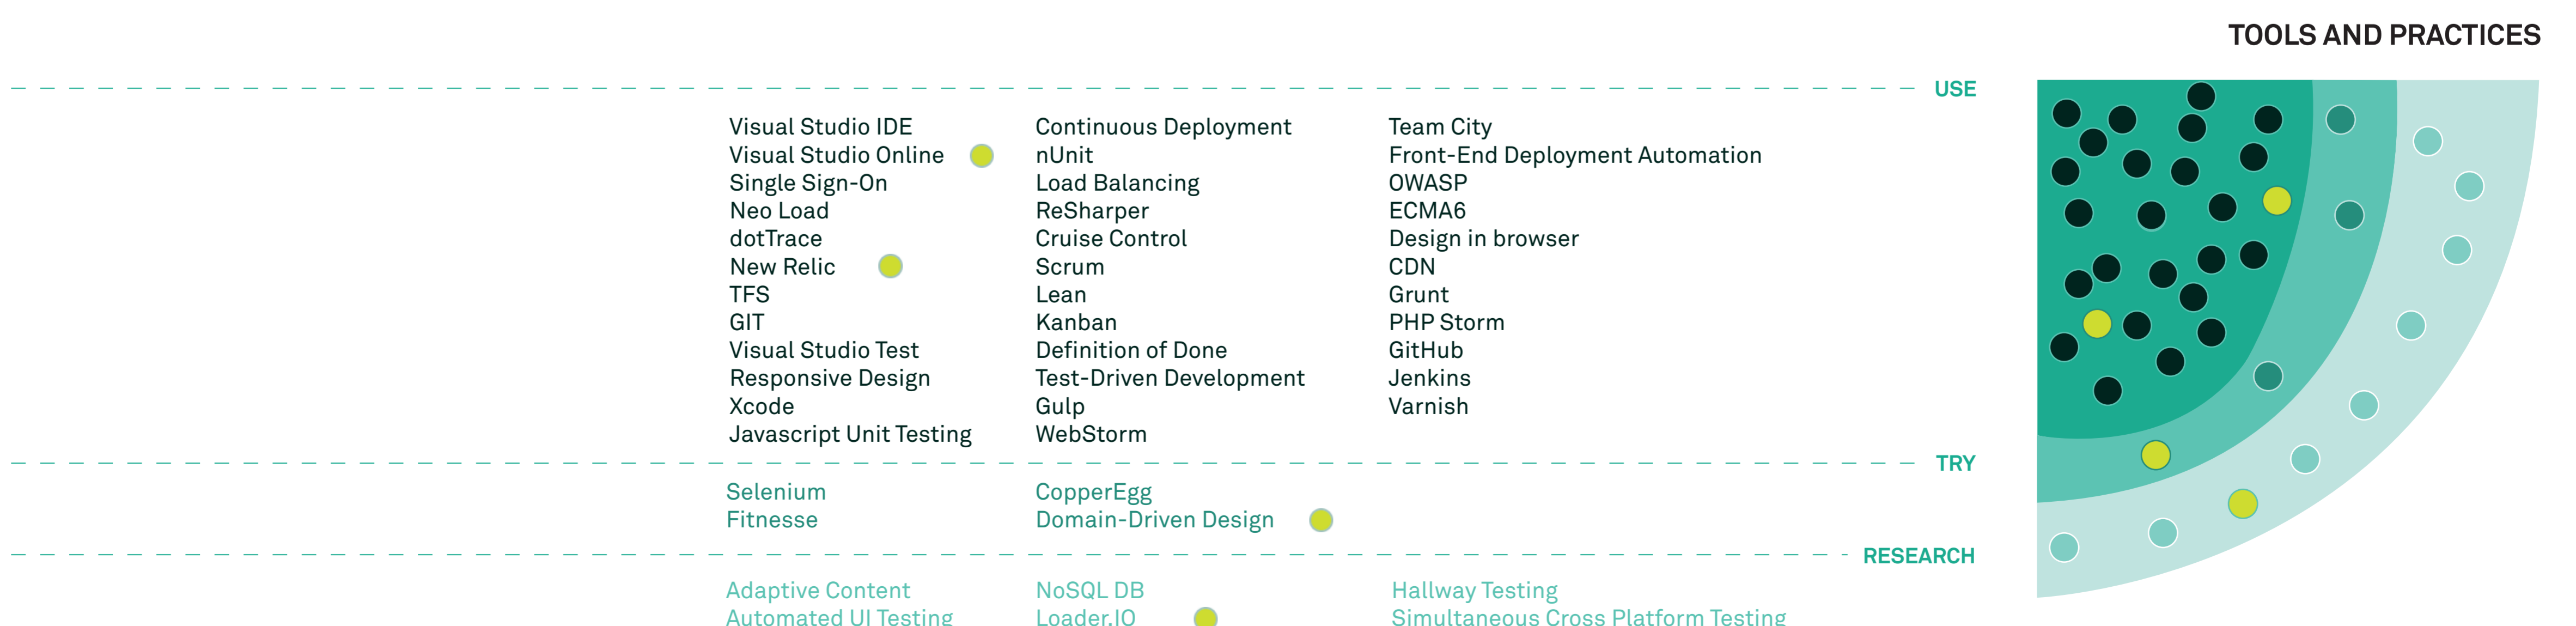 TOOLS AND PRACTICES
USE
Visual Studio IDE
Visual Studio Online
Single Sign-On
Neo Load
dotTrace
New Relic
TFS
GIT
Visual Studio Test
Responsive Design
Xcode
Javascript Unit Testing
Continuous Deployment
nUnit
Load Balancing
ReSharper
Cruise Control
Scrum
Lean
Kanban
Definition of Done
Test-Driven Development
Gulp
WebStorm
Team City
Front-End Deployment Automation
OWASP
ECMA6
Design in browser
CDN
Grunt
PHP Storm
GitHub
Jenkins
Varnish
TRY
Selenium
Fitnesse
CopperEgg
Domain-Driven Design
RESEARCH
Adaptive Content
Automated UI Testing
NoSQL DB
Loader.IO
Hallway Testing
Simultaneous Cross Platform Testing